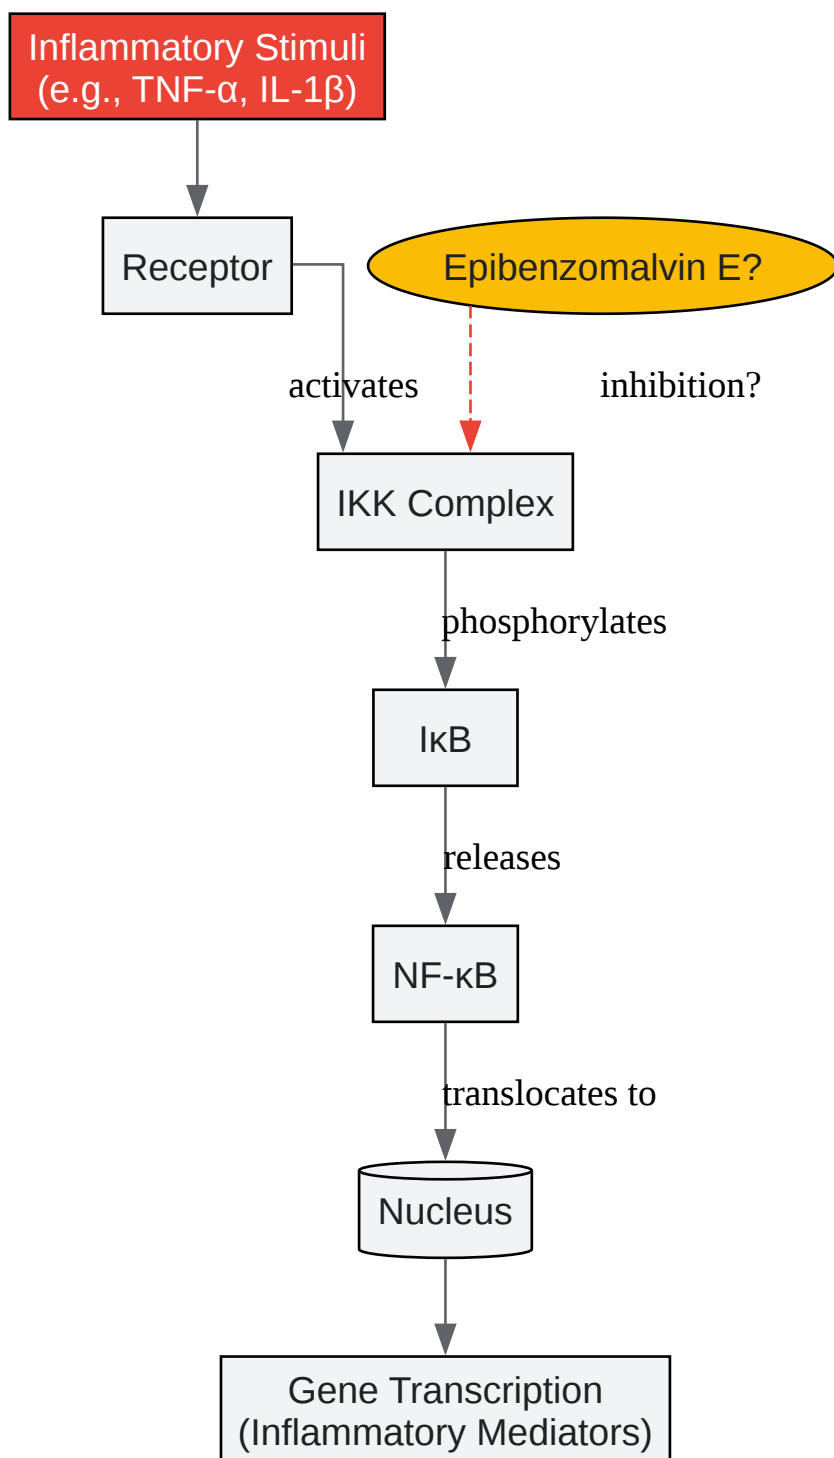 Inflammatory Stimuli
(e.g., TNF-α, IL-1β)
Receptor
Epibenzomalvin E?
activates
inhibition?
IKK Complex
phosphorylates
IκB
releases
NF-κB
translocates to
Nucleus
Gene Transcription
(Inflammatory Mediators)